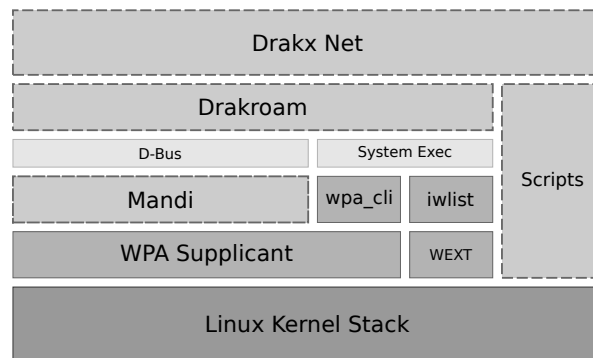 Drakx Net
Drakroam
D-Bus
System Exec
Scripts
Mandi
wpa_cli
iwlist
WPA Supplicant
WEXT
Linux Kernel Stack